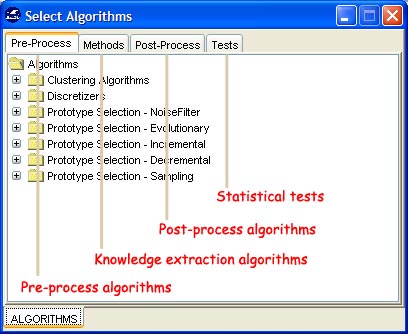 Select Algorithms
Pre-Process Methods Post-Process Tests
Algorithms
Clustering Algorithms
Discretizers
Prototype Selection - NoiseFilter
Prototype Selection - Evolutionary
Prototype Selection - Incremental
Prototype Selection - Decremental
Prototype Selection - Sampling
Statistical tests
Post-process algorithms
Knowledge extraction algorithms
Pre-process algorithms
ALGORITHMS